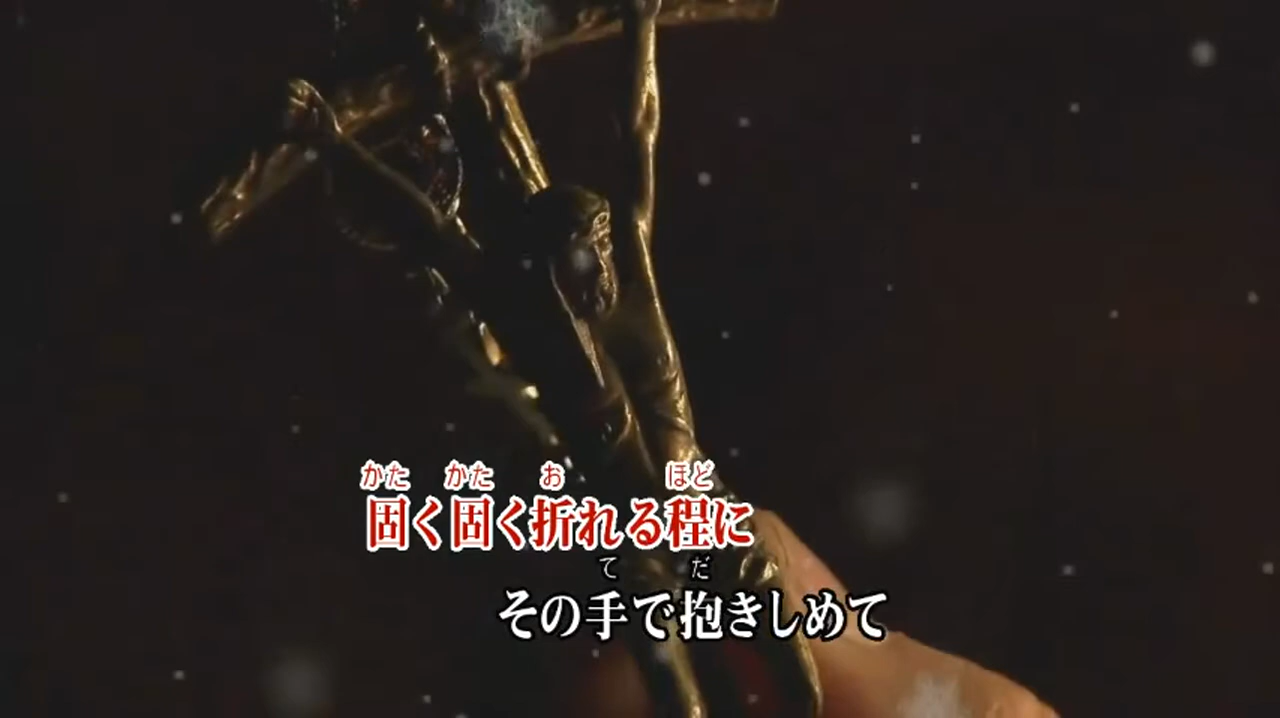 かた かた お ほど
固く固く折れる程に
て だ
その手で抱きしめて